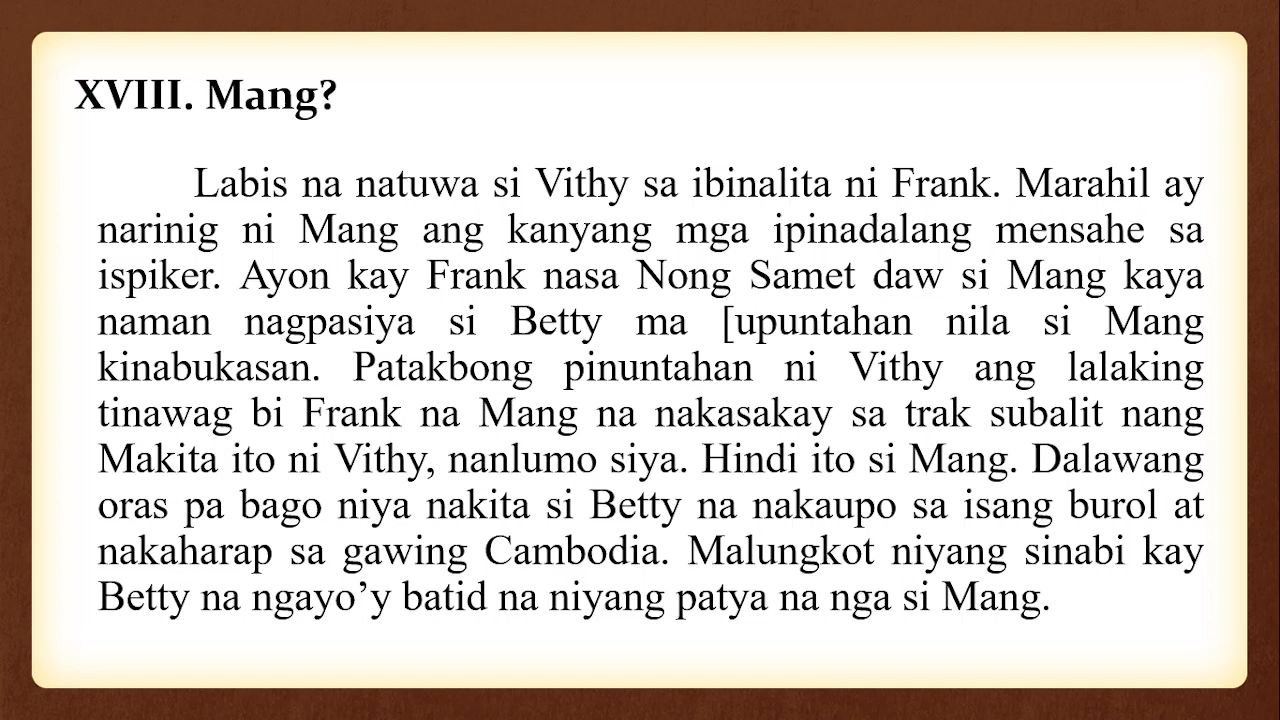 XVIII. Mang?
Labis na natuwa si Vithy sa ibinalita ni Frank. Marahil ay
narinig ni Mang ang kanyang mga ipinadalang mensahe sa
ispiker. Ayon kay Frank nasa Nong Samet daw si Mang kaya
naman nagpasiya si Betty ma [upuntahan nila si Mang
kinabukasan. Patakbong pinuntahan ni Vithy ang lalaking
tinawag bi Frank na Mang na nakasakay sa trak subalit nang
Makita ito ni Vithy, nanlumo siya. Hindi ito si Mang. Dalawang
oras pa bago niya nakita si Betty na nakaupo sa isang burol at
nakaharap sa gawing Cambodia. Malungkot niyang sinabi kay
Betty na ngayo’y batid na niyang patya na nga si Mang.